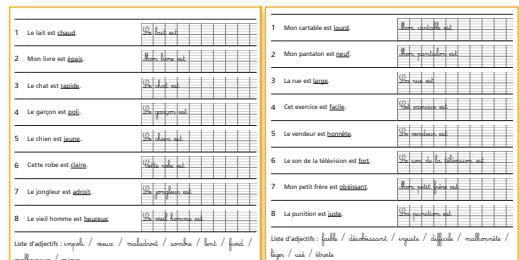 1 Le lait est chaud. Le lait est
2 Mon livre est épais. Mon livre est
3 Le chat est rapide. Le chat est
4 Le garçon est poli. Le garçon est
5 Le chien est jeune. Le chien est
6 Cette robe est claire. Cette robe est
7 Le jongleur est adroit. Le jongleur est
8 Le vieil homme est heureux. Le vieil homme est
Liste d'adjectifs : impoli / vieux / maladroit / sombre / lent / froid /
malheureux / mince
1 Mon cartable est lourd. Mon cartable est
2 Mon pantalon est neuf. Mon pantalon est
3 La rue est large. La rue est
4 Cet exercice est facile. Cet exercice est
5 Le vendeur est honnête. Le vendeur est
6 Le son de la télévision est fort. Le son de la télévision est
7 Mon petit frère est obéissant. Mon petit frère est
8 La punition est juste. La punition est
Liste d'adjectifs : faible / désobéissant / injuste / difficile / malhonnête /
léger / usé / étroite